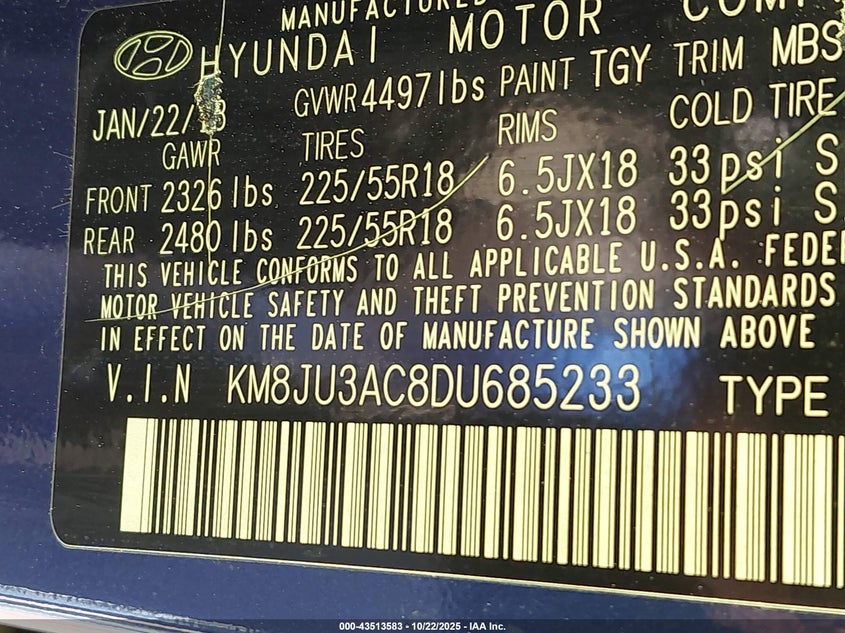 MANUFACTURED
HYUNDAI MOTOR
JAN/22/13 GVWR 4497lbs PAINT TGY TRIM MBS
GAWR TIRES RIMS COLD TIRE
FRONT 2326 lbs 225/55R18 6.5JX18 33psi S
REAR 2480 lbs 225/55R18 6.5JX18 33psi S
THIS VEHICLE CONFORMS TO ALL APPLICABLE U.S.A. FEDE
MOTOR VEHICLE SAFETY AND THEFT PREVENTION STANDARDS
IN EFFECT ON THE DATE OF MANUFACTURE SHOWN ABOVE
V.I.N KM8JU3AC8DU685233 TYPE
000-43513583 - 10/22/2025 - IAA Inc.